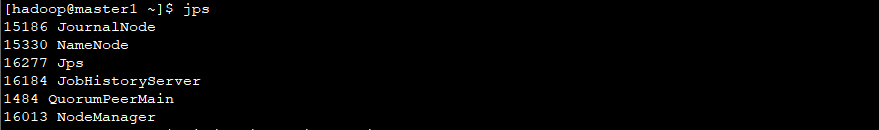 [hadoop@master1 ~]$ jps
15186 JournalNode
15330 NameNode
16277 Jps
16184 JobHistoryServer
1484 QuorumPeerMain
16013 NodeManager